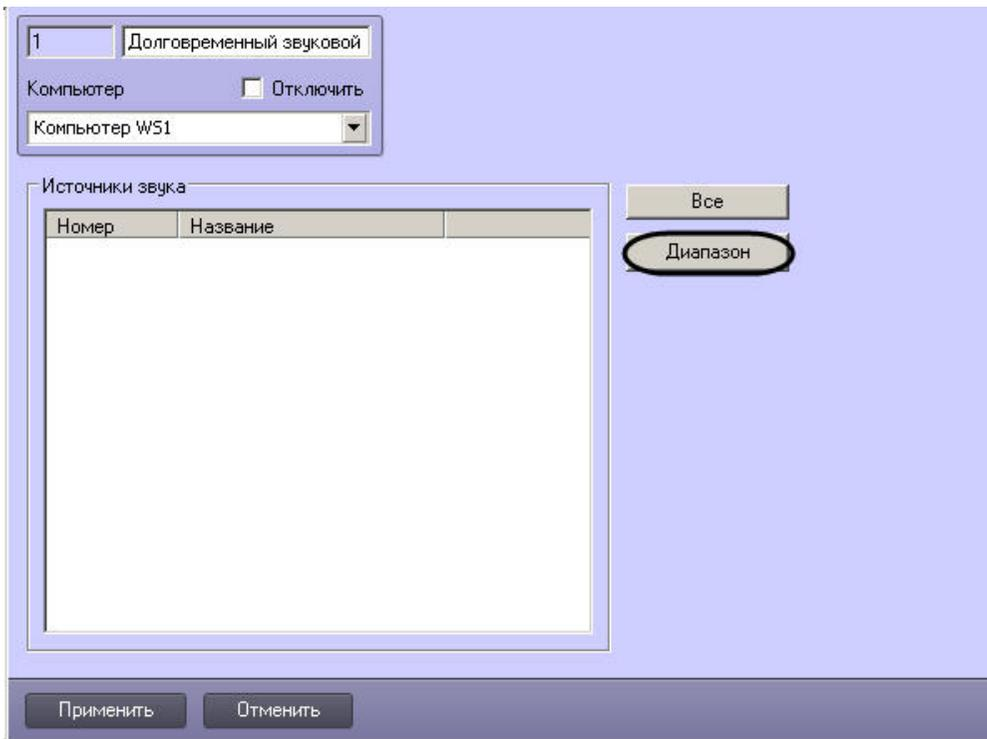 1 Долговременный звуковой
Компьютер Отключить
Компьютер WS1
Источники звука
Номер Название
Все
Диапазон
Применить Отменить